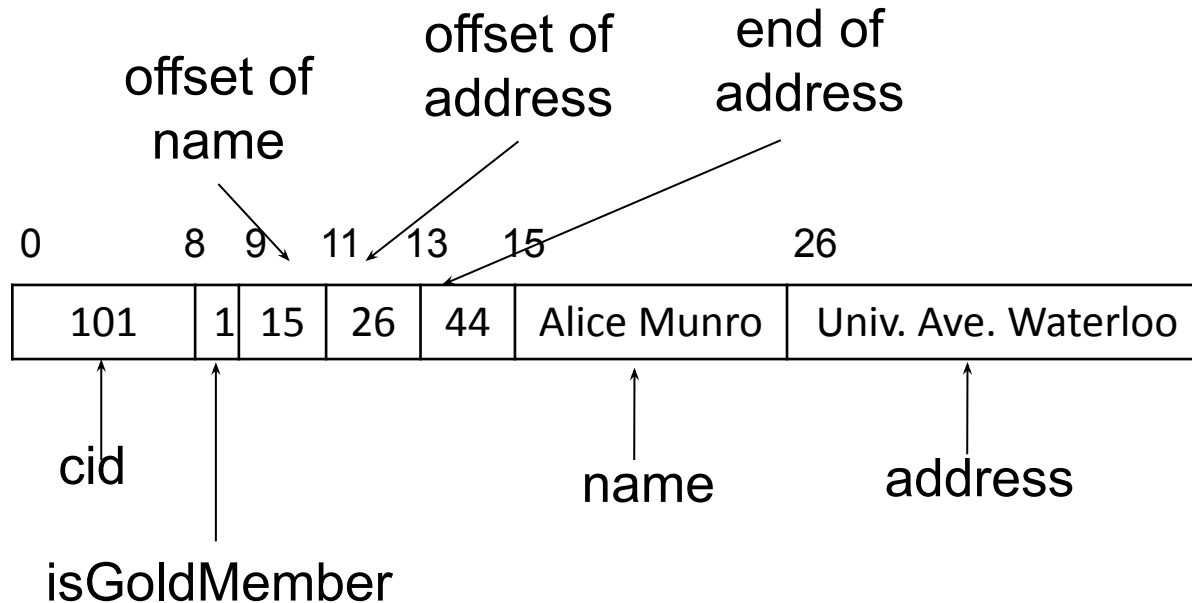 offset of
name
offset of
address
end of
address
0 8 9 11 13 15 26
101 1 15 26 44 Alice Munro Univ. Ave. Waterloo
cid
name
address
isGoldMember